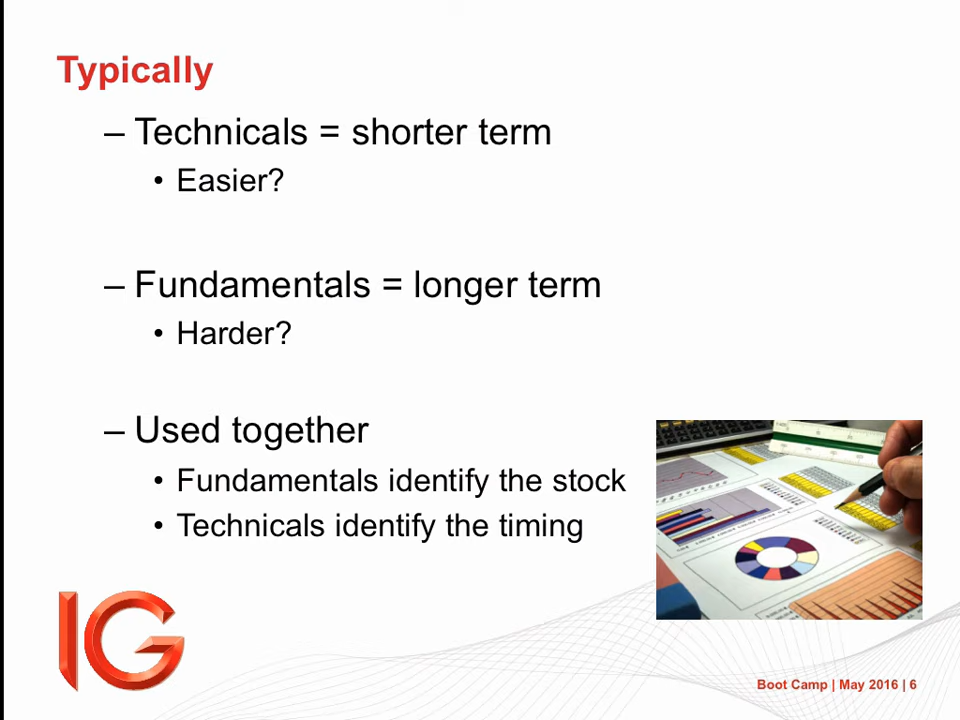 Typically
– Technicals = shorter term
• Easier?
– Fundamentals = longer term
• Harder?
– Used together
• Fundamentals identify the stock
• Technicals identify the timing
IG
Boot Camp | May 2016 | 6